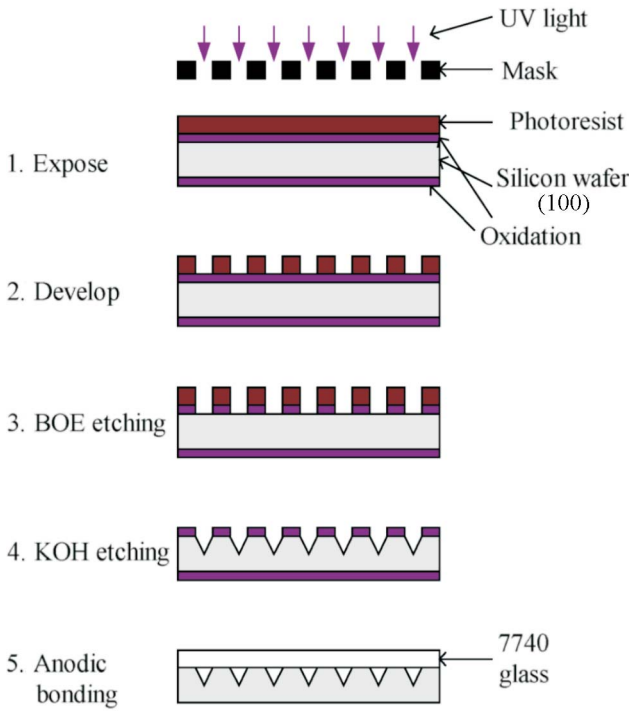 UV light
Mask
Photoresist
1. Expose
Silicon wafer
(100)
Oxidation
2. Develop
3. BOE etching
4. KOH etching
7740
glass
5. Anodic
bonding